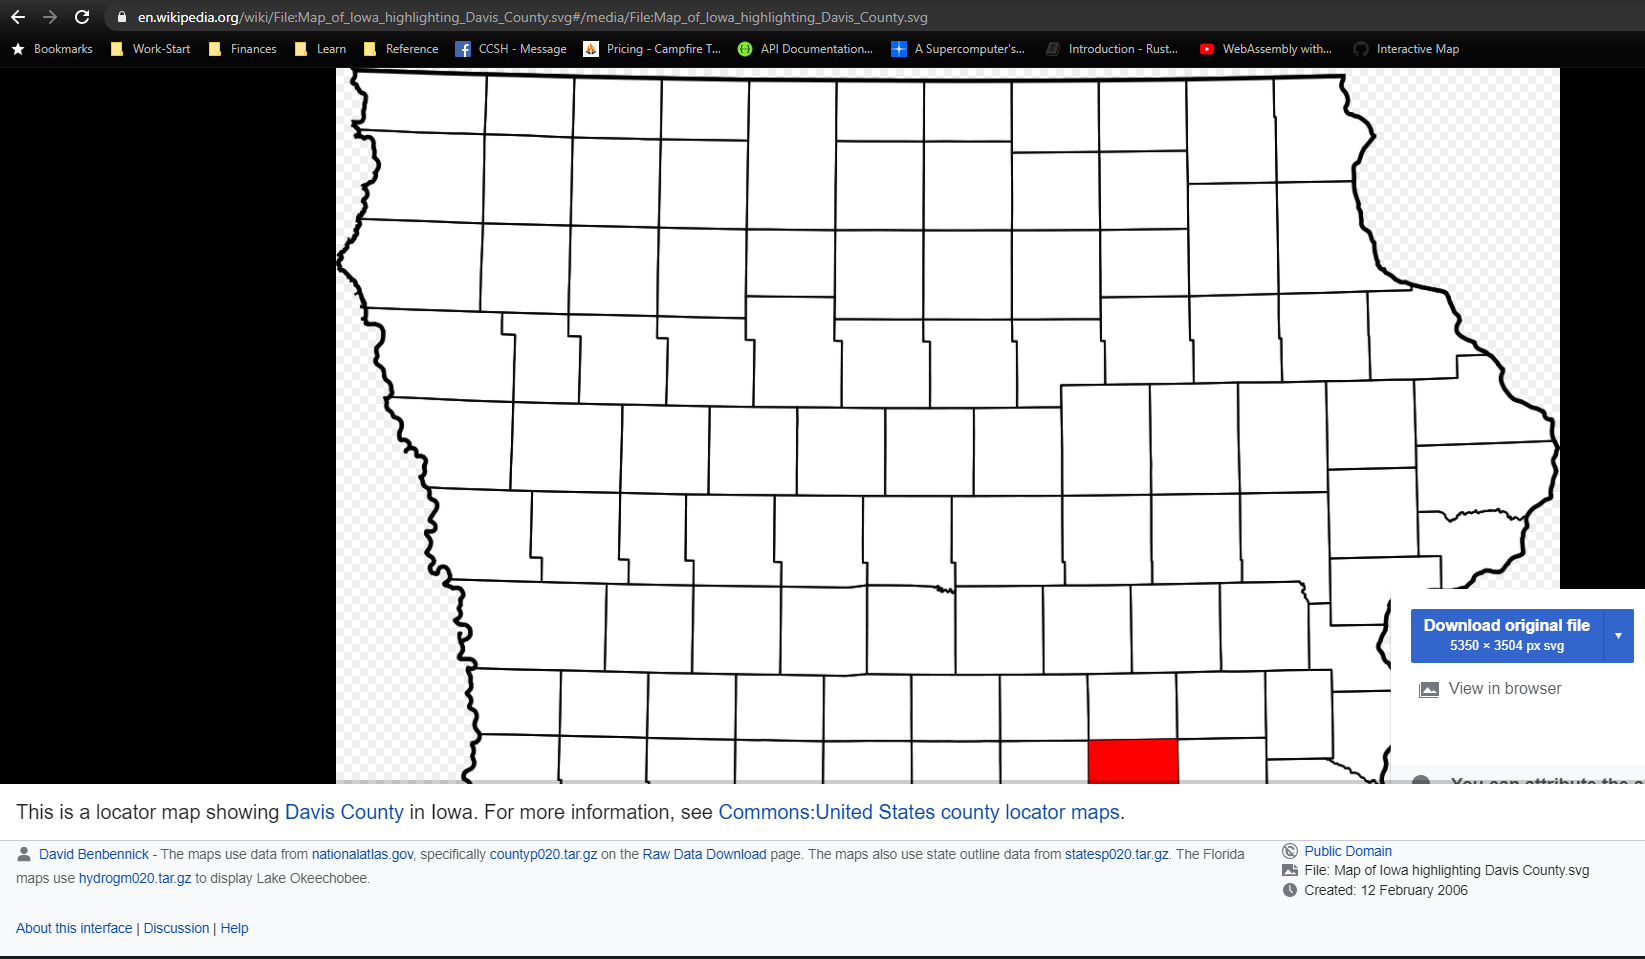 en.wikipedia.org/wiki/File:Map_of_Iowa_highlighting_Davis_County.svg#/media/File:Map_of_Iowa_highlighting_Davis_County.svg
Bookmarks Work-Start Finances Learn Reference CCSH - Message Pricing - Campfire T... API Documentation... A Supercomputer's... Introduction - Rust... WebAssembly with... Interactive Map
Download original file
5350 × 3504 px svg
View in browser
You can attribute the
This is a locator map showing Davis County in Iowa. For more information, see Commons:United States county locator maps.
David Benbennick - The maps use data from nationalatlas.gov, specifically countyp020.tar.gz on the Raw Data Download page. The maps also use state outline data from statesp020.tar.gz. The Florida
maps use hydrogm020.tar.gz to display Lake Okeechobee.
Public Domain
File: Map of Iowa highlighting Davis County.svg
Created: 12 February 2006
About this interface | Discussion | Help